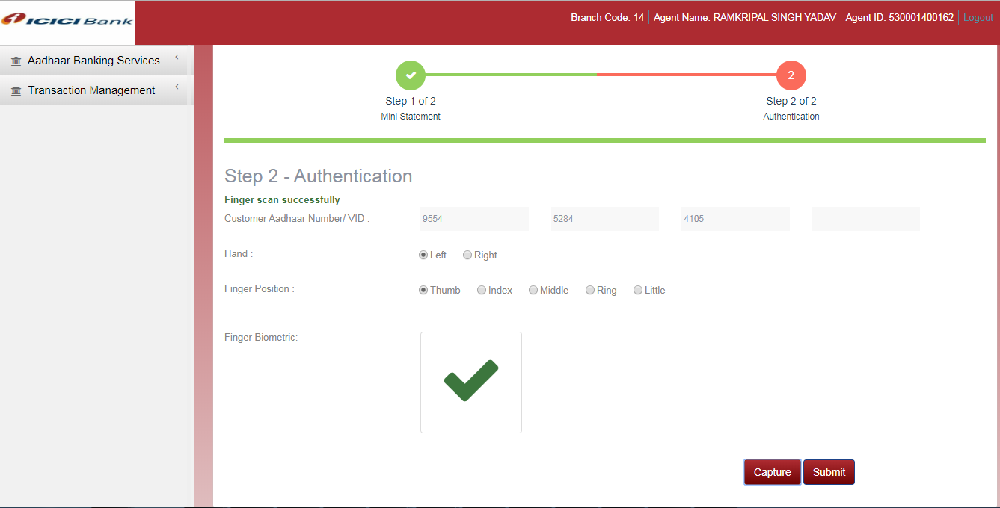 ICICI Bank
Branch Code: 14 Agent Name: RAMKRIPAL SINGH YADAV Agent ID: 530001400162 Logout
Aadhaar Banking Services
Transaction Management
2
Step 1 of 2 Step 2 of 2
Mini Statement Authentication
Step 2 - Authentication
Finger scan successfully
Customer Aadhaar Number/ VID : 9554 5284 4105
Hand : Left Right
Finger Position : Thumb Index Middle Ring Little
Finger Biometric:
Capture Submit